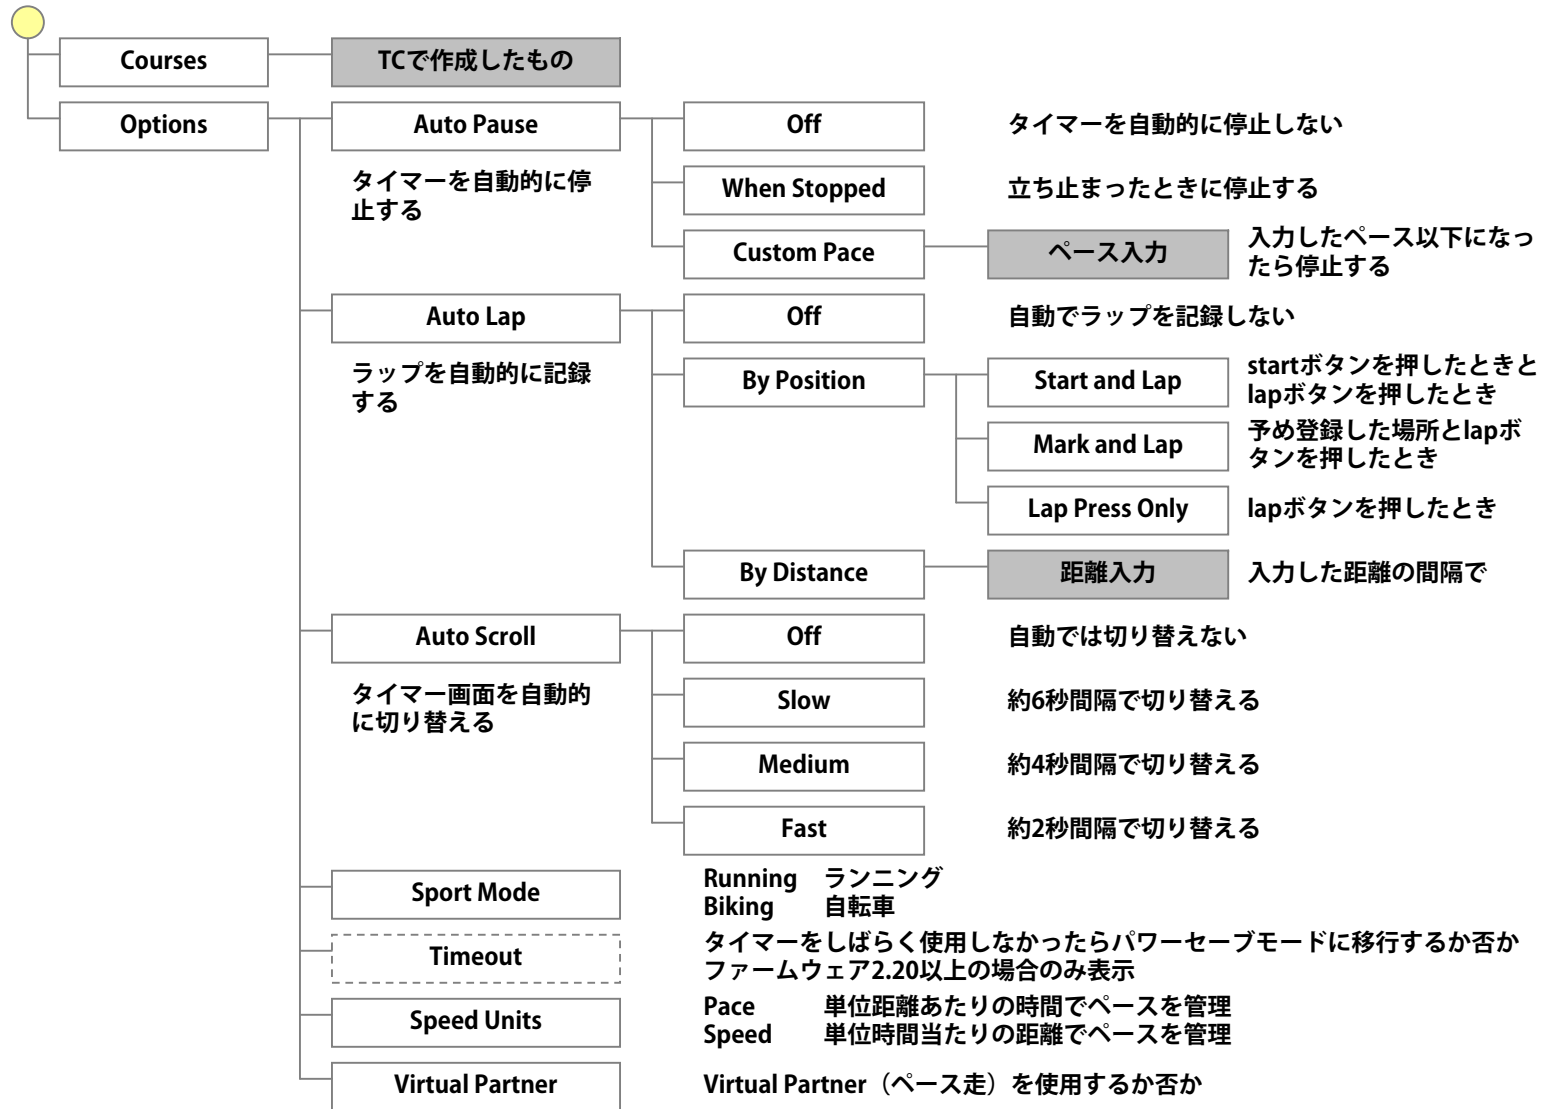 Courses
TCで作成したもの
Options
Auto Pause
Off
タイマーを自動的に停止しない
タイマーを自動的に停
止する
When Stopped
立ち止まったときに停止する
Custom Pace
ペース入力
入力したペース以下になっ
たら停止する
Auto Lap
Off
自動でラップを記録しない
ラップを自動的に記録
する
By Position
Start and Lap
startボタンを押したときと
lapボタンを押したとき
Mark and Lap
予め登録した場所とlapボ
タンを押したとき
Lap Press Only
lapボタンを押したとき
By Distance
距離入力
入力した距離の間隔で
Auto Scroll
Off
自動では切り替えない
タイマー画面を自動的
に切り替える
Slow
約6秒間隔で切り替える
Medium
約4秒間隔で切り替える
Fast
約2秒間隔で切り替える
Sport Mode
Running ランニング
Biking 自転車
Timeout
タイマーをしばらく使用しなかったらパワーセーブモードに移行するか否か
ファームウェア2.20以上の場合のみ表示
Speed Units
Pace 単位距離あたりの時間でペースを管理
Speed 単位時間当たりの距離でペースを管理
Virtual Partner
Virtual Partner（ペース走）を使用するか否か